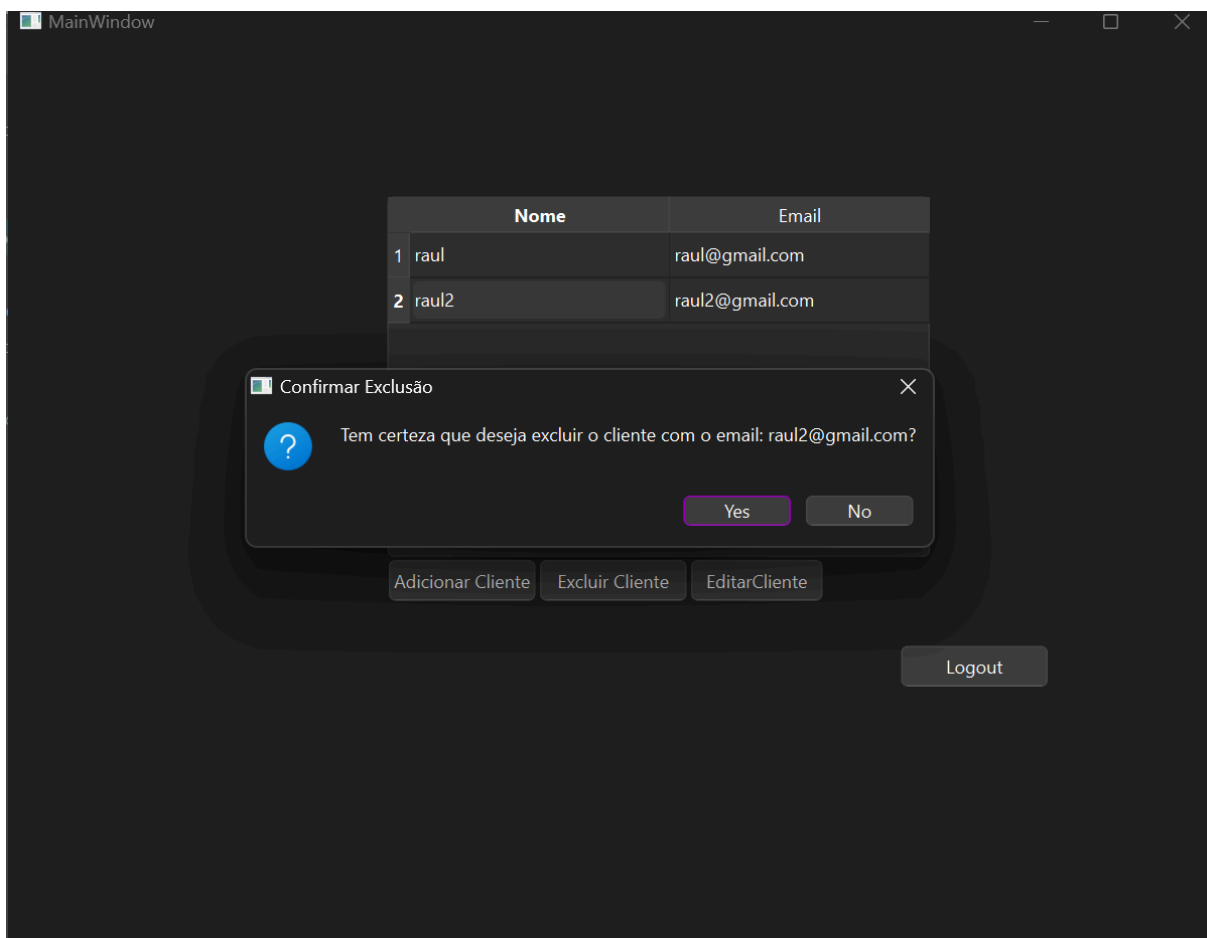 MainWindow
Nome Email
1 raul raul@gmail.com
2 raul2 raul2@gmail.com
Confirmar Exclusão
? Tem certeza que deseja excluir o cliente com o email: raul2@gmail.com?
Yes No
Adicionar Cliente Excluir Cliente EditarCliente
Logout